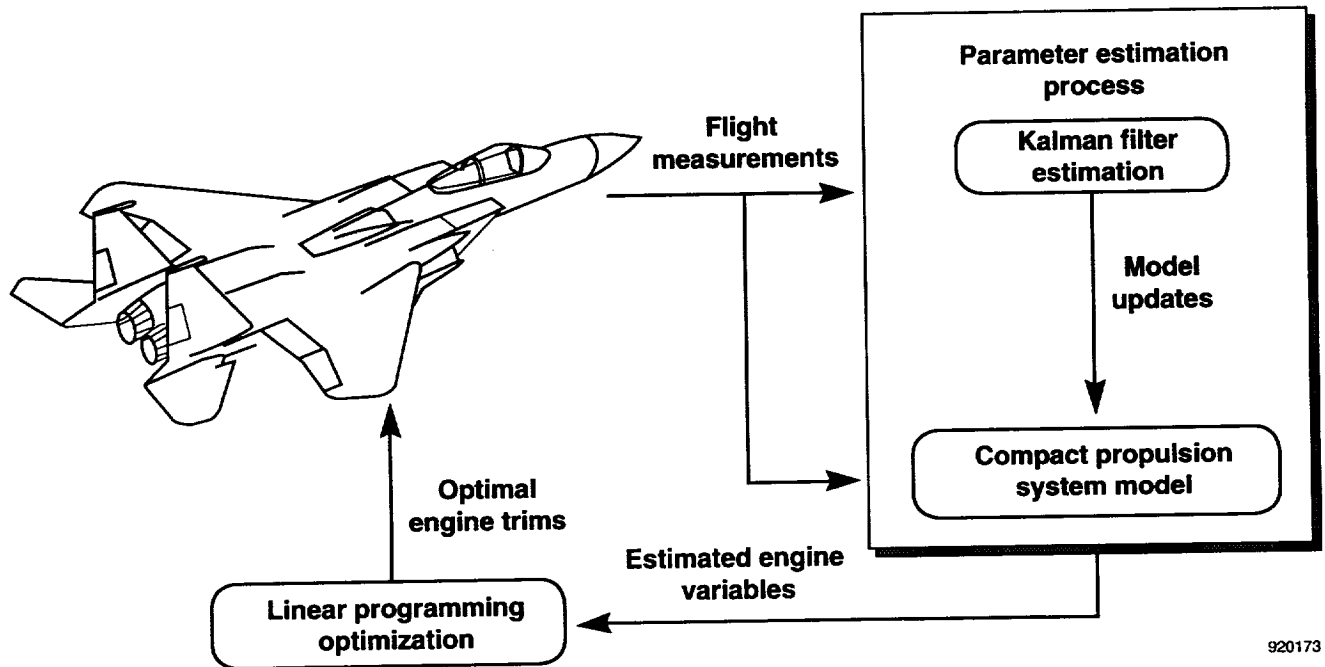 Parameter estimation
process
Kalman filter
estimation
Flight
measurements
Model
updates
Compact propulsion
system model
Optimal
engine trims
Estimated engine
variables
Linear programming
optimization
920173